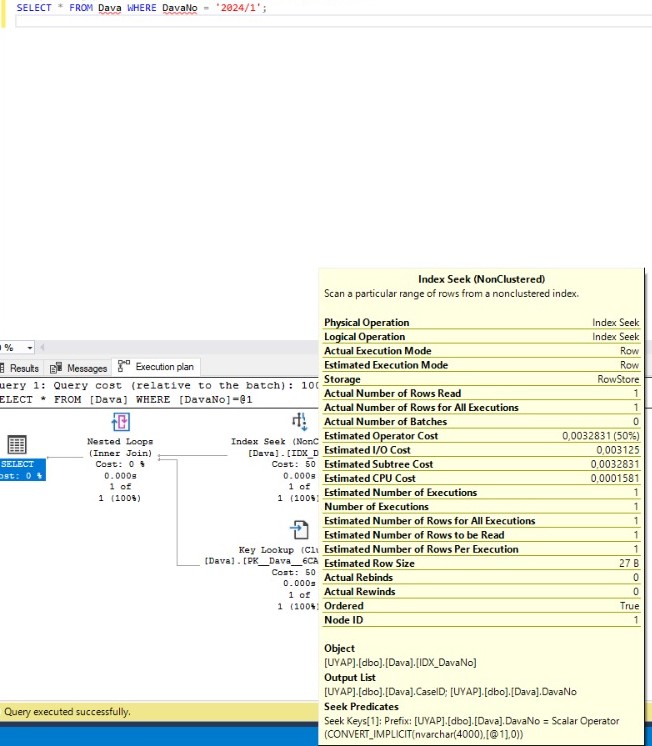 SELECT * FROM Dava WHERE DavaNo = '2024/1';
Index Seek (NonClustered)
Scan a particular range of rows from a nonclustered index.
Physical Operation Index Seek
Logical Operation Index Seek
Actual Execution Mode Row
Estimated Execution Mode Row
Storage RowStore
Actual Number of Rows Read 1
Actual Number of Rows for All Executions 1
Actual Number of Batches 0
Estimated Operator Cost 0,0032831 (50%)
Estimated I/O Cost 0,003125
Estimated Subtree Cost 0,0032831
Estimated CPU Cost 0,0001581
Estimated Number of Executions 1
Number of Executions 1
Estimated Number of Rows for All Executions 1
Estimated Number of Rows to be Read 1
Estimated Number of Rows Per Execution 1
Estimated Row Size 27 B
Actual Rebinds 0
Actual Rewinds 0
Ordered True
Node ID 1
Object
[UYAP].[dbo].[Dava].[IDX_DavaNo]
Output List
[UYAP].[dbo].[Dava].CaseID; [UYAP].[dbo].[Dava].DavaNo
Seek Predicates
Seek Keys[1]: Prefix: [UYAP].[dbo].[Dava].DavaNo = Scalar Operator
(CONVERT_IMPLICIT(nvarchar(4000),[@1],0))
%
Results Messages Execution plan
uery 1: Query cost (relative to the batch): 100
ELECT * FROM [Dava] WHERE [DavaNo]=@1
SELECT
ost: 0 %
Nested Loops
(Inner Join)
Cost: 0 %
0.000s
1 of
1 (100%)
Index Seek (NonC
[Dava].[IDX_D
Cost: 50
0.000s
1 of
1 (100%
Key Lookup (Clu
[Dava].[PK__Dava__6CA
Cost: 50
0.000s
1 of
1 (100%
Query executed successfully.